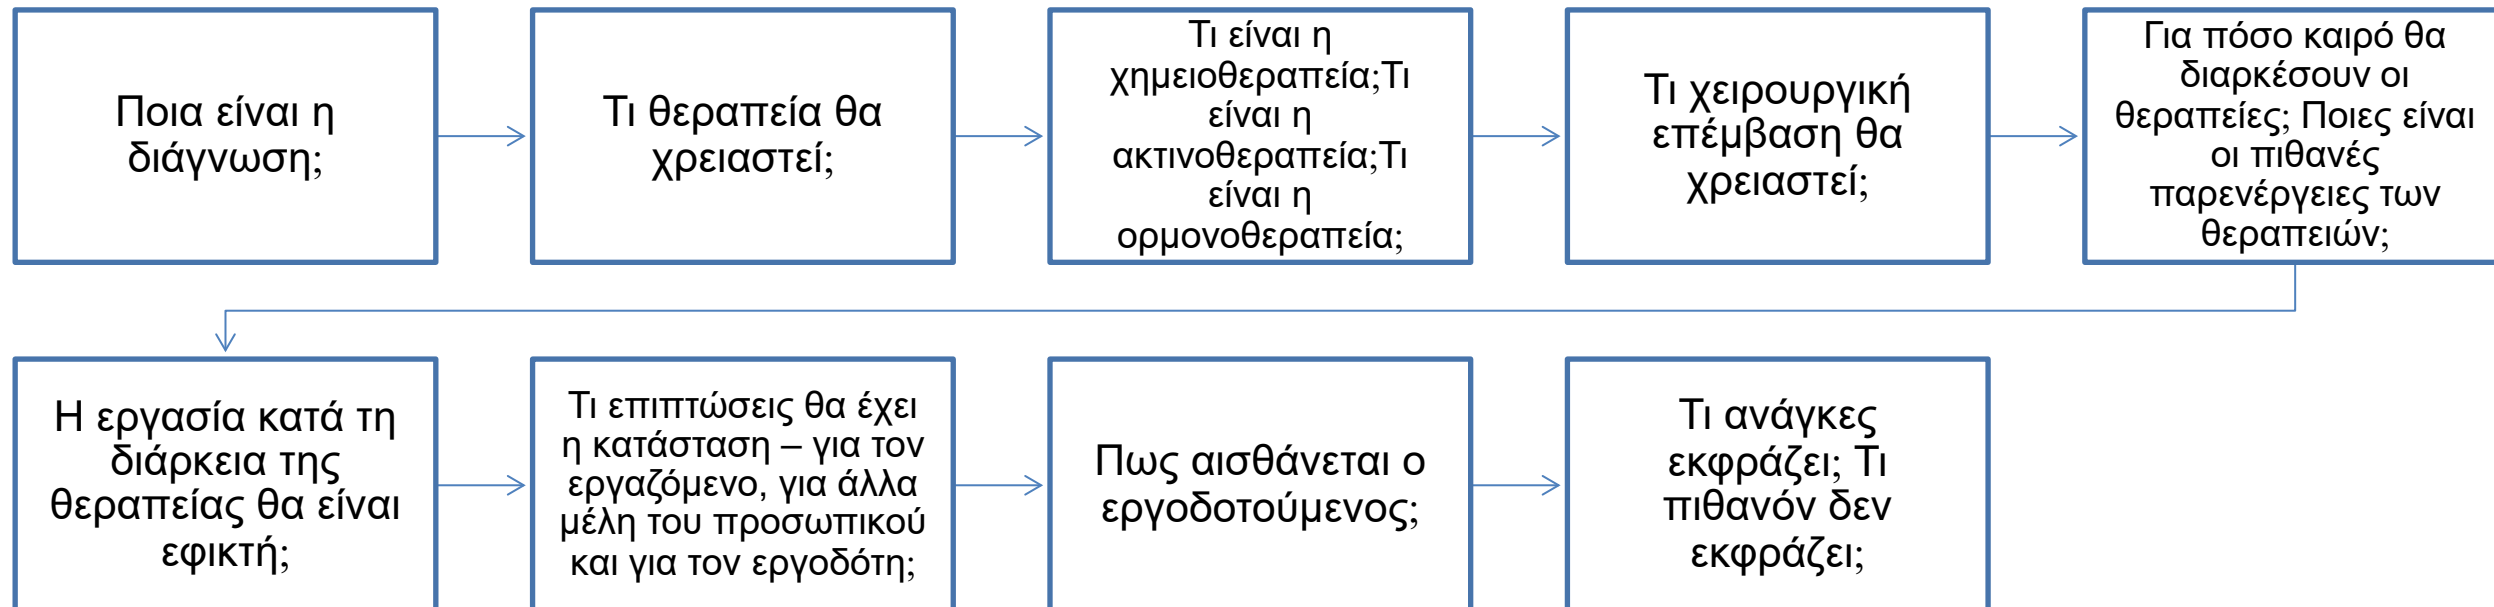 Ποια είναι η
διάγνωση;
Τι θεραπεία θα
χρειαστεί;
Τι είναι η
χημειοθεραπεία;Τι
είναι η
ακτινοθεραπεία;Τι
είναι η
ορμονοθεραπεία;
Τι χειρουργική
επέμβαση θα
χρειαστεί;
Για πόσο καιρό θα
διαρκέσουν οι
θεραπείες; Ποιες είναι
οι πιθανές
παρενέργειες των
θεραπειών;
Η εργασία κατά τη
διάρκεια της
θεραπείας θα είναι
εφικτή;
Τι επιπτώσεις θα έχει
η κατάσταση – για τον
εργαζόμενο, για άλλα
μέλη του προσωπικού
και για τον εργοδότη;
Πως αισθάνεται ο
εργοδοτούμενος;
Τι ανάγκες
εκφράζει; Τι
πιθανόν δεν
εκφράζει;